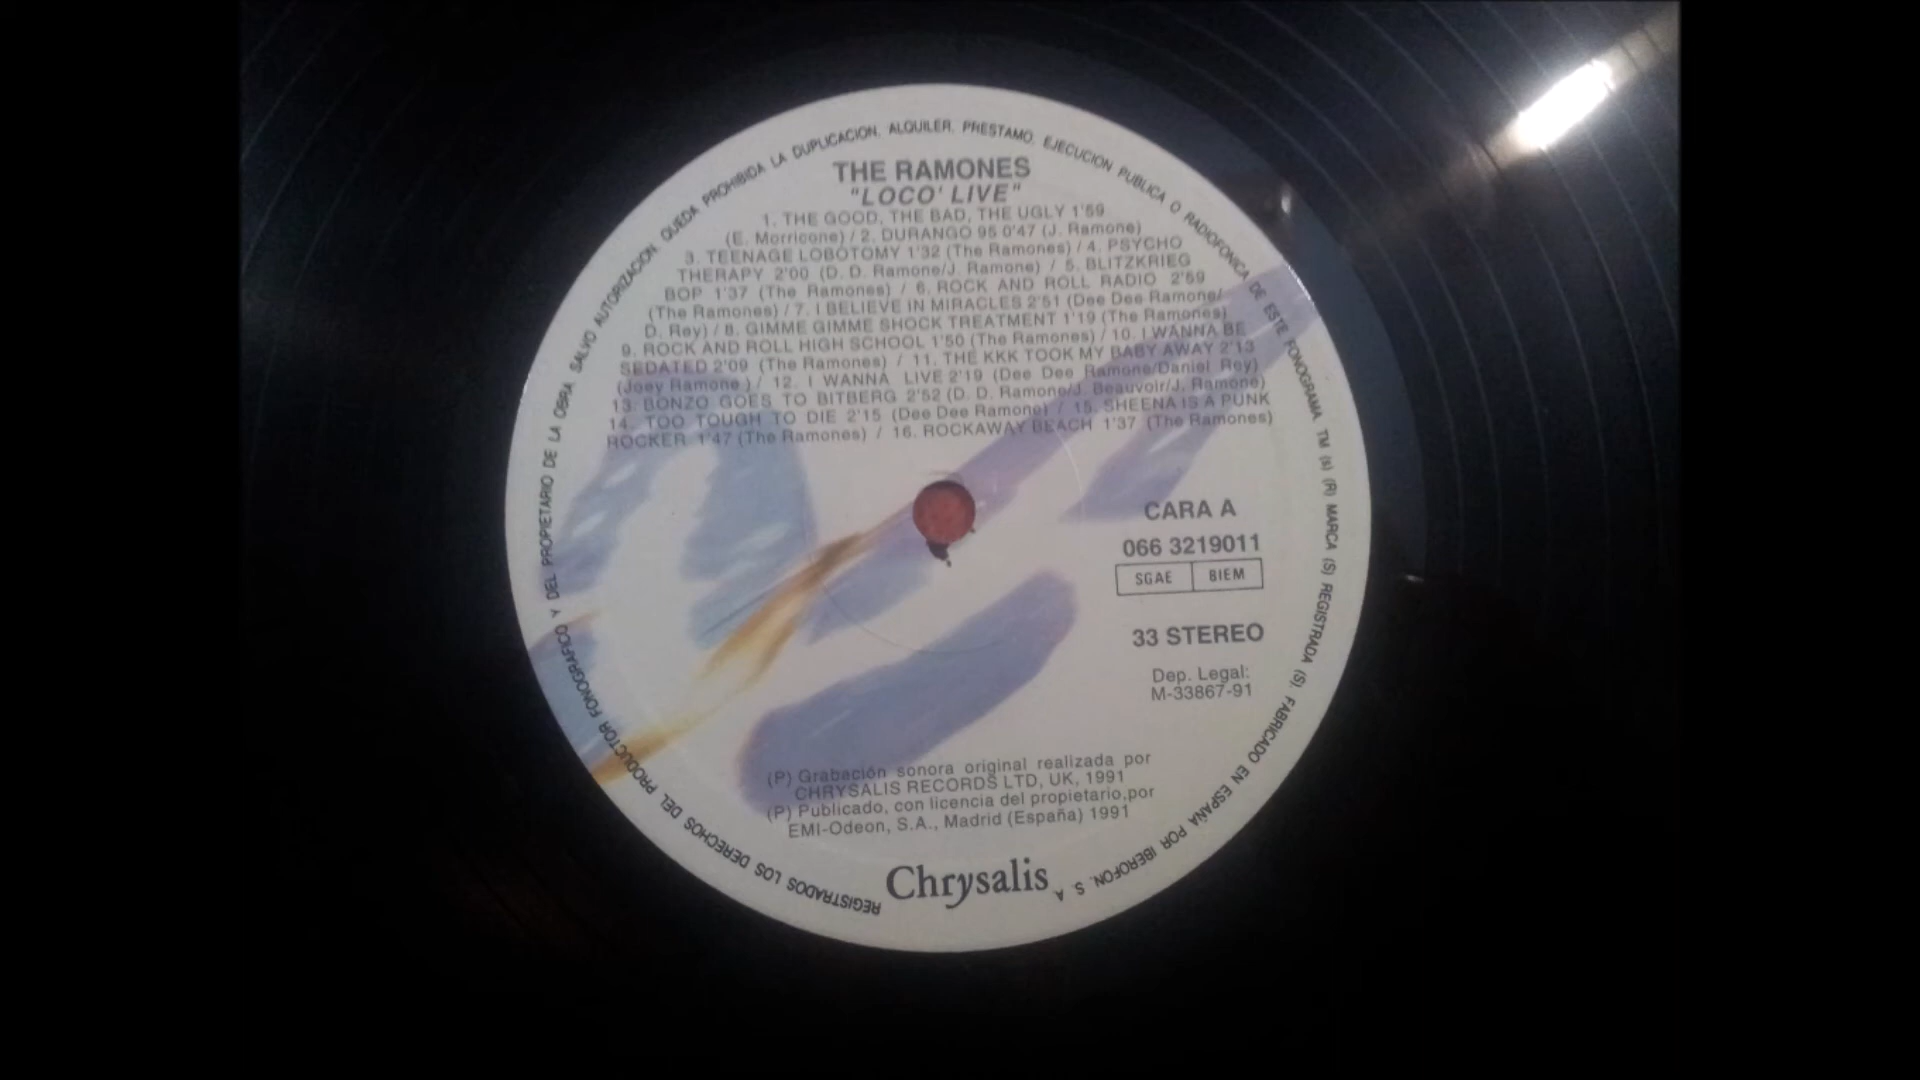 REGISTRADOS LOS DERECHOS DEL PRODUCTOR FONOGRAFICO Y DEL PROPIETARIO DE LA OBRA SALVO AUTORIZACION. QUEDA PROHIBIDA LA DUPLICACION, ALQUILER, PRESTAMO, EJECUCION PUBLICA O RADIOFONICA DE ESTE FONOGRAMA. TM (s) (R) MARCA (S) REGISTRADA (S). FABRICADO EN ESPAÑA POR IBEROFON, S. A.
THE RAMONES
"LOCO' LIVE"
1. THE GOOD, THE BAD, THE UGLY 1'59
(E. Morricone) / 2. DURANGO 95 0'47 (J. Ramone)
3. TEENAGE LOBOTOMY 1'32 (The Ramones) / 4. PSYCHO
THERAPY 2'00 (D. D. Ramone/J. Ramone) / 5. BLITZKRIEG
BOP 1'37 (The Ramones) / 6. ROCK AND ROLL RADIO 2'59
(The Ramones) / 7. I BELIEVE IN MIRACLES 2'51 (Dee Dee Ramone/
D. Rey) / 8. GIMME GIMME SHOCK TREATMENT 1'19 (The Ramones)
9. ROCK AND ROLL HIGH SCHOOL 1'50 (The Ramones) / 10. I WANNA BE
SEDATED 2'09 (The Ramones) / 11. THE KKK TOOK MY BABY AWAY 2'13
(Joey Ramone ) / 12. I WANNA LIVE 2'19 (Dee Dee Ramone/Daniel Rey)
13. BONZO GOES TO BITBERG 2'52 (D. D. Ramone/J. Beauvoir/J. Ramone)
14. TOO TOUGH TO DIE 2'15 (Dee Dee Ramone) / 15. SHEENA IS A PUNK
ROCKER 1'47 (The Ramones) / 16. ROCKAWAY BEACH 1'37 (The Ramones)
CARA A
066 3219011
SGAE BIEM
33 STEREO
Dep. Legal:
M-33867-91
(P) Grabación sonora original realizada por
CHRYSALIS RECORDS LTD, UK, 1991
(P) Publicado, con licencia del propietario,por
EMI-Odeon, S.A., Madrid (España) 1991
Chrysalis